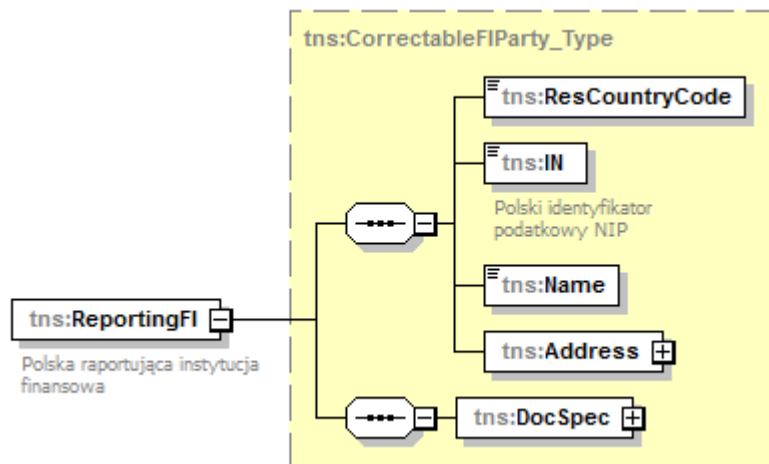 tns:CorrectableFIParty_Type
tns:ResCountryCode
tns:IN
Polski identyfikator
podatkowy NIP
tns:Name
tns:ReportingFI
Polska raportująca instytucja
finansowa
tns:Address
tns:DocSpec